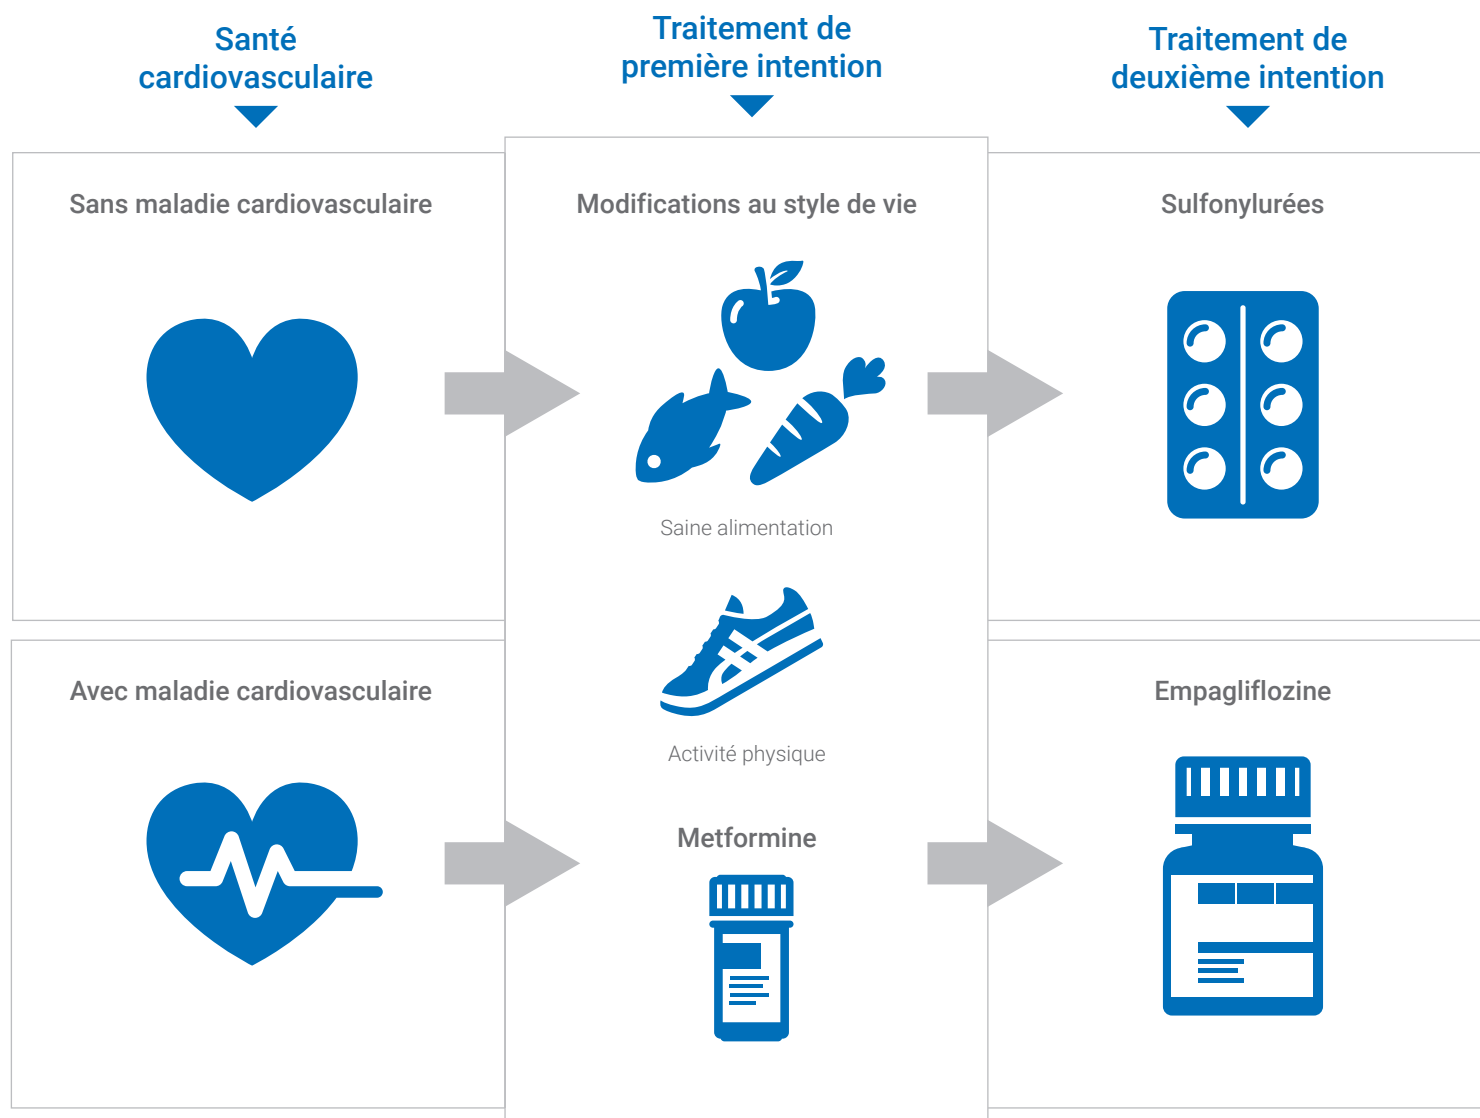 Santé
cardiovasculaire
Traitement de
première intention
Traitement de
deuxième intention
Sans maladie cardiovasculaire
Modifications au style de vie
Sulfonylurées
Saine alimentation
Avec maladie cardiovasculaire
Empagliflozine
Activité physique
Metformine